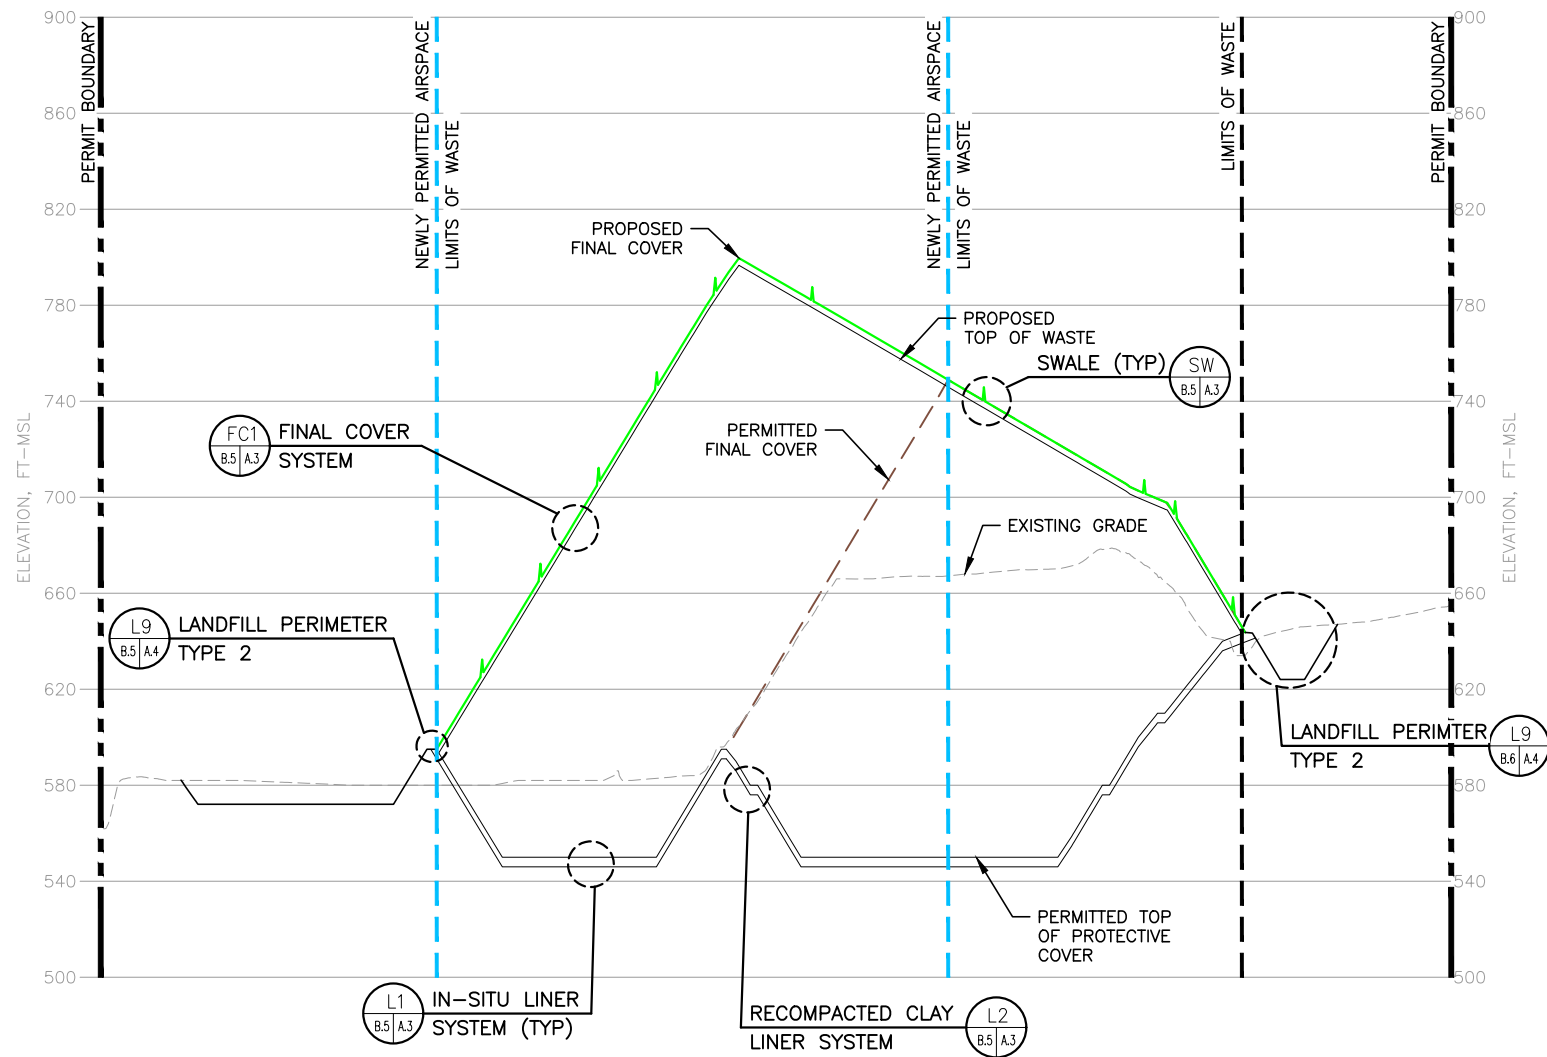 900
860
820
780
740
700
660
620
580
540
500
ELEVATION, FT-MSL
PERMIT BOUNDARY
NEWLY PERMITTED AIRSPACE
LIMITS OF WASTE
PROPOSED
FINAL COVER
NEWLY PERMITTED AIRSPACE
LIMITS OF WASTE
LIMITS OF WASTE
PERMIT BOUNDARY
PROPOSED
TOP OF WASTE
SWALE (TYP)
SW
B.5 A.3
FC1
B.5 A.3
FINAL COVER
SYSTEM
PERMITTED
FINAL COVER
EXISTING GRADE
L9
B.5 A.4
LANDFILL PERIMETER
TYPE 2
LANDFILL PERIMTER
TYPE 2
L9
B.6 A.4
PERMITTED TOP
OF PROTECTIVE
COVER
L1
B.5 A.3
IN-SITU LINER
SYSTEM (TYP)
RECOMPACTED CLAY
LINER SYSTEM
L2
B.5 A.3
900
860
820
780
740
700
660
620
580
540
500
ELEVATION, FT-MSL